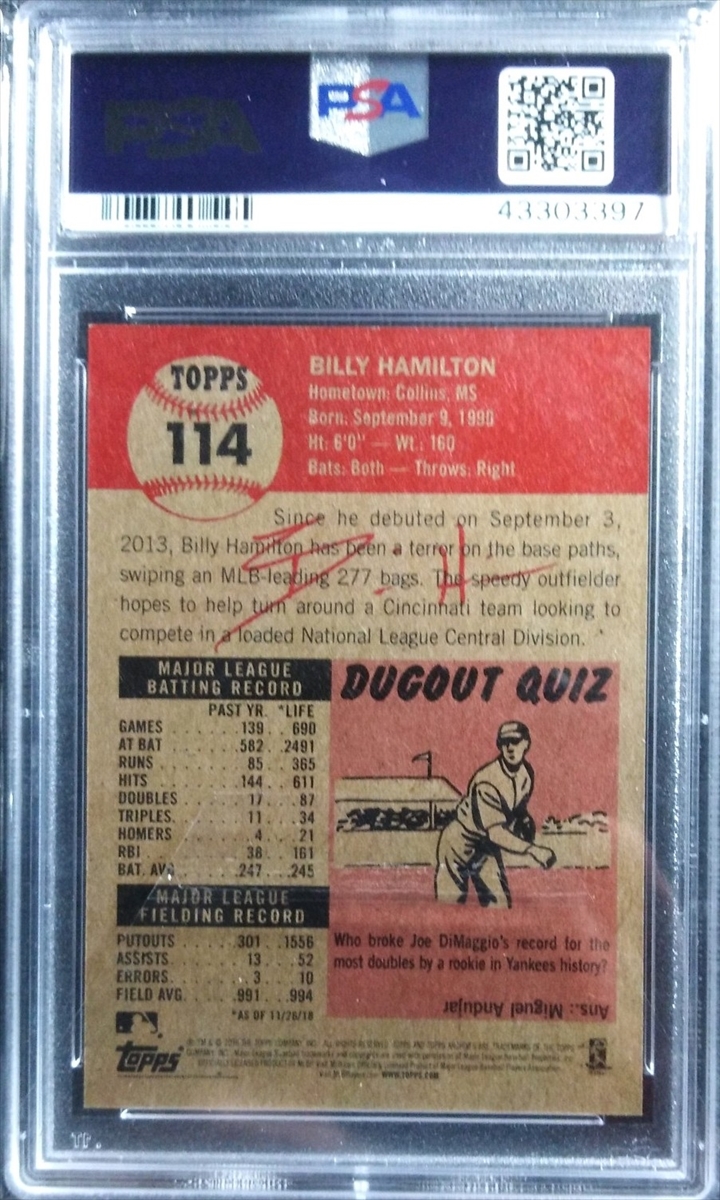 PSA
PSA
43303397
TOPPS
114
BILLY HAMILTON
Hometown: Collins, MS
Born: September 9, 1990
Ht: 6'0" — Wt.: 160
Bats: Both — Throws: Right
Since he debuted on September 3,
2013, Billy Hamilton has been a terror on the base paths,
swiping an MLB-leading 277 bags. The speedy outfielder
hopes to help turn around a Cincinnati team looking to
compete in a loaded National League Central Division.
MAJOR LEAGUE
BATTING RECORD
PAST YR. *LIFE
GAMES . . . . . . . 139 . . 690
AT BAT . . . . . . . 582 . . 2491
RUNS . . . . . . . . 85 . . 365
HITS . . . . . . . 144 . . 611
DOUBLES . . . . . . 17 . . . 87
TRIPLES . . . . . . 11 . . . 34
HOMERS . . . . . . 4 . . . 21
RBI . . . . . . . . 38 . . 161
BAT. AVG. . . . . .247 . . .245
MAJOR LEAGUE
FIELDING RECORD
PUTOUTS . . . . . 301 . . 1556
ASSISTS . . . . . . 13 . . . 52
ERRORS . . . . . . 3 . . . 10
FIELD AVG. . . . . .991 . . .994
*AS OF 11/26/18
DUGOUT QUIZ
Who broke Joe DiMaggio's record for the
most doubles by a rookie in Yankees history?
Ans.: Miguel Andujar
topps
WWW.TOPPS.COM